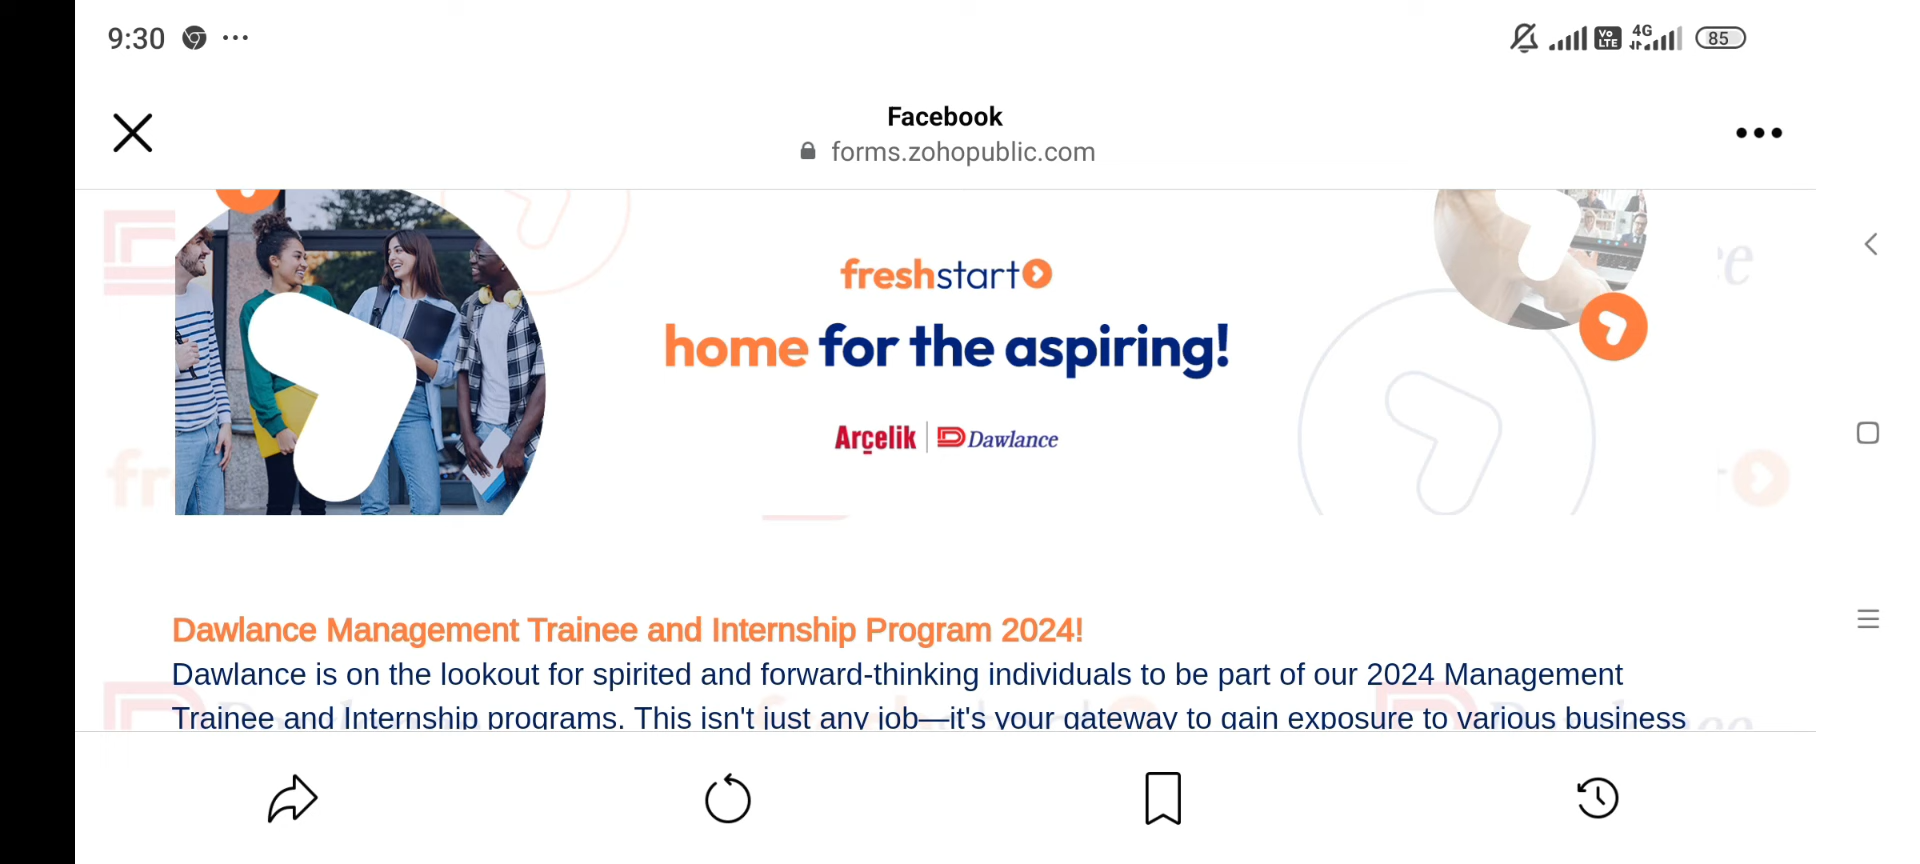 9:30
Vo LTE 4G 85
Facebook
forms.zohopublic.com
freshstart
home for the aspiring!
Arçelik Dawlance
Dawlance Management Trainee and Internship Program 2024!
Dawlance is on the lookout for spirited and forward-thinking individuals to be part of our 2024 Management
Trainee and Internship programs. This isn't just any job—it's your gateway to gain exposure to various business